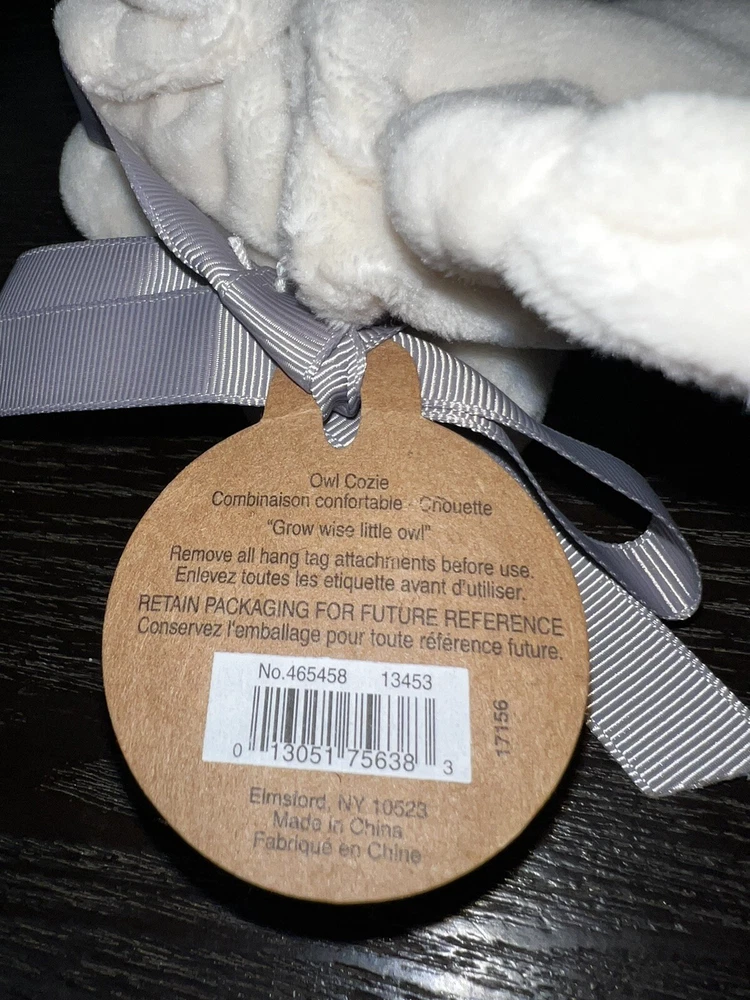 Owl Cozie
Combinaison confortable - Chouette
"Grow wise little owl"
Remove all hang tag attachments before use.
Enlevez toutes les etiquette avant d'utiliser.
RETAIN PACKAGING FOR FUTURE REFERENCE
Conservez l'emballage pour toute référence future.
No.465458 13453
0 13051 75638 3
17156
Elmsford, NY 10523
Made in China
Fabriqué en Chine